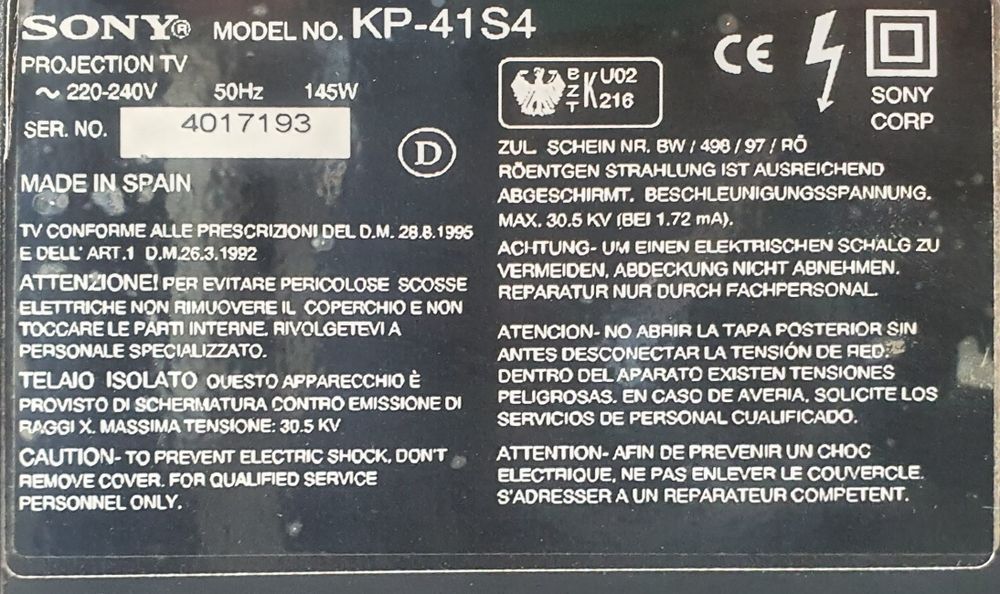 SONY® MODEL NO. KP-41S4
PROJECTION TV
~ 220-240V 50Hz 145W
SER. NO. 4017193
D
MADE IN SPAIN
TV CONFORME ALLE PRESCRIZIONI DEL D.M. 28.8.1995
E DELL' ART.1 D.M.26.3.1992
ATTENZIONE! PER EVITARE PERICOLOSE SCOSSE
ELETTRICHE NON RIMUOVERE IL COPERCHIO E NON
TOCCARE LE PARTI INTERNE. RIVOLGETEVI A
PERSONALE SPECIALIZZATO.
TELAIO ISOLATO QUESTO APPARECCHIO È
PROVISTO DI SCHERMATURA CONTRO EMISSIONE DI
RAGGI X. MASSIMA TENSIONE: 30.5 KV
CAUTION- TO PREVENT ELECTRIC SHOCK, DON'T
REMOVE COVER. FOR QUALIFIED SERVICE
PERSONNEL ONLY.
BZT K U02 216
CE
SONY
CORP
ZUL. SCHEIN NR. BW / 498 / 97 / RÖ
RÖENTGEN STRAHLUNG IST AUSREICHEND
ABGESCHIRMT. BESCHLEUNIGUNGSSPANNUNG.
MAX. 30.5 KV (BEI 1.72 mA).
ACHTUNG- UM EINEN ELEKTRISCHEN SCHALG ZU
VERMEIDEN, ABDECKUNG NICHT ABNEHMEN.
REPARATUR NUR DURCH FACHPERSONAL.
ATENCION- NO ABRIR LA TAPA POSTERIOR SIN
ANTES DESCONECTAR LA TENSIÓN DE RED.
DENTRO DEL APARATO EXISTEN TENSIONES
PELIGROSAS. EN CASO DE AVERIA, SOLICITE LOS
SERVICIOS DE PERSONAL CUALIFICADO.
ATTENTION- AFIN DE PREVENIR UN CHOC
ELECTRIQUE, NE PAS ENLEVER LE COUVERCLE.
S'ADRESSER A UN REPARATEUR COMPETENT.